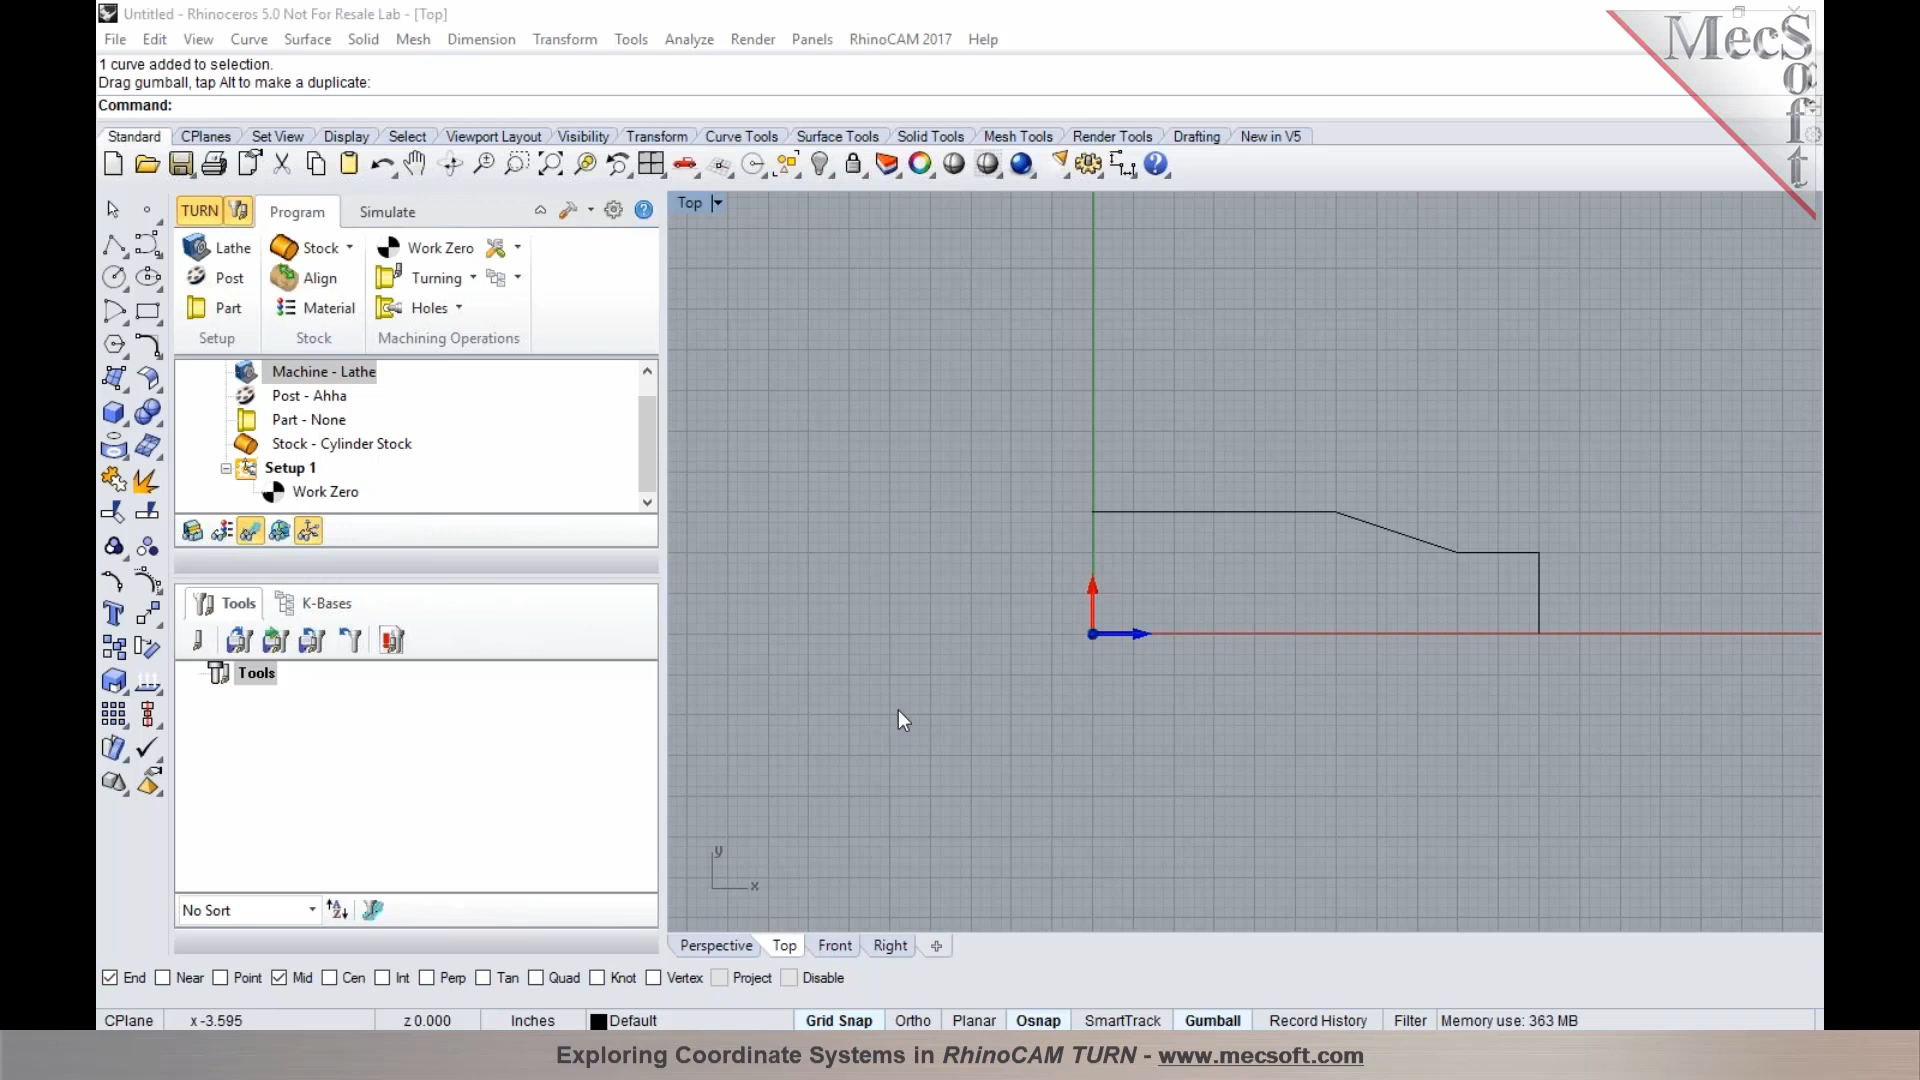 Untitled - Rhinoceros 5.0 Not For Resale Lab - [Top]
MecSoft
File Edit View Curve Surface Solid Mesh Dimension Transform Tools Analyze Render Panels RhinoCAM 2017 Help
1 curve added to selection.
Drag gumball, tap Alt to make a duplicate:
Command:
Standard CPlanes Set View Display Select Viewport Layout Visibility Transform Curve Tools Surface Tools Solid Tools Mesh Tools Render Tools Drafting New in V5
TURN Program Simulate
Top
Lathe Stock Work Zero
Post Align Turning
Part Material Holes
Setup Stock Machining Operations
Machine - Lathe
Post - Ahha
Part - None
Stock - Cylinder Stock
Setup 1
Work Zero
Tools K-Bases
Tools
y
x
No Sort
Perspective Top Front Right
End Near Point Mid Cen Int Perp Tan Quad Knot Vertex Project Disable
CPlane x -3.595 z 0.000 Inches Default Grid Snap Ortho Planar Osnap SmartTrack Gumball Record History Filter Memory use: 363 MB
Exploring Coordinate Systems in RhinoCAM TURN - www.mecsoft.com